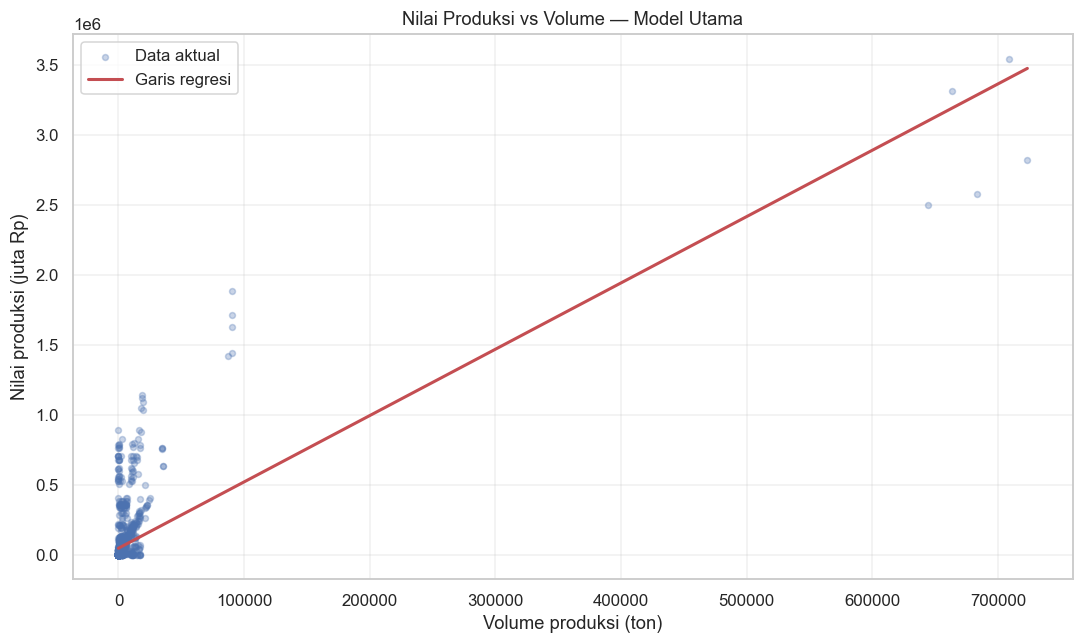 Nilai Produksi vs Volume — Model Utama
1e6
Data aktual
Garis regresi
3.5
3.0
2.5
2.0
1.5
1.0
0.5
0.0
Nilai produksi (juta Rp)
0 100000 200000 300000 400000 500000 600000 700000
Volume produksi (ton)